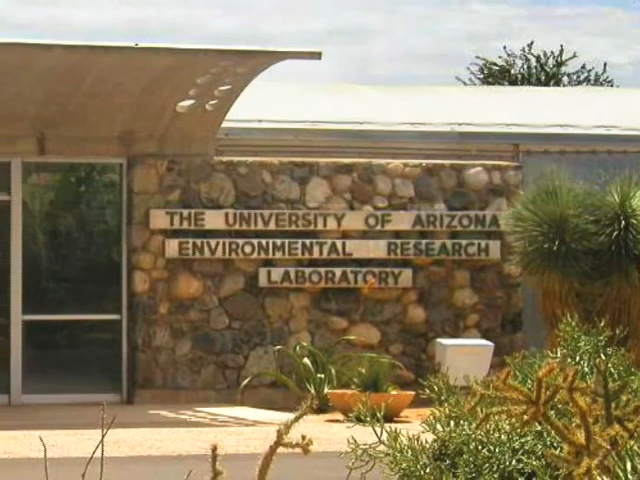 THE UNIVERSITY OF ARIZONA
ENVIRONMENTAL RESEARCH
LABORATORY